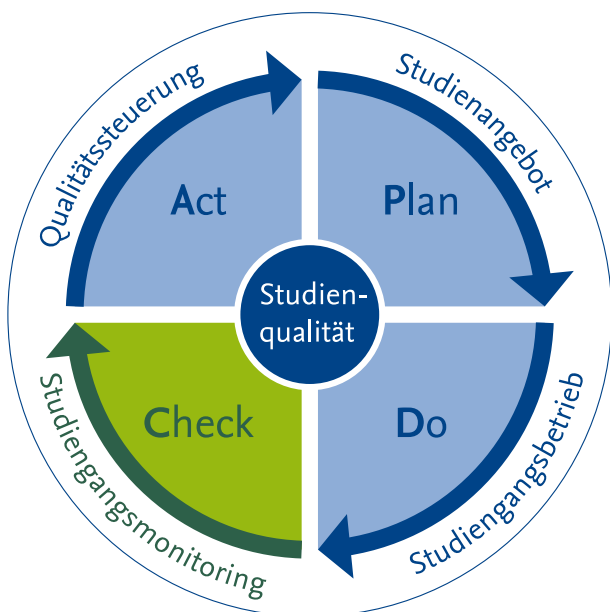 Qualitätssteuerung
Studienangebot
Act
Plan
Studien-
qualität
Check
Do
Studiengangsmonitoring
Studiengangsbetrieb